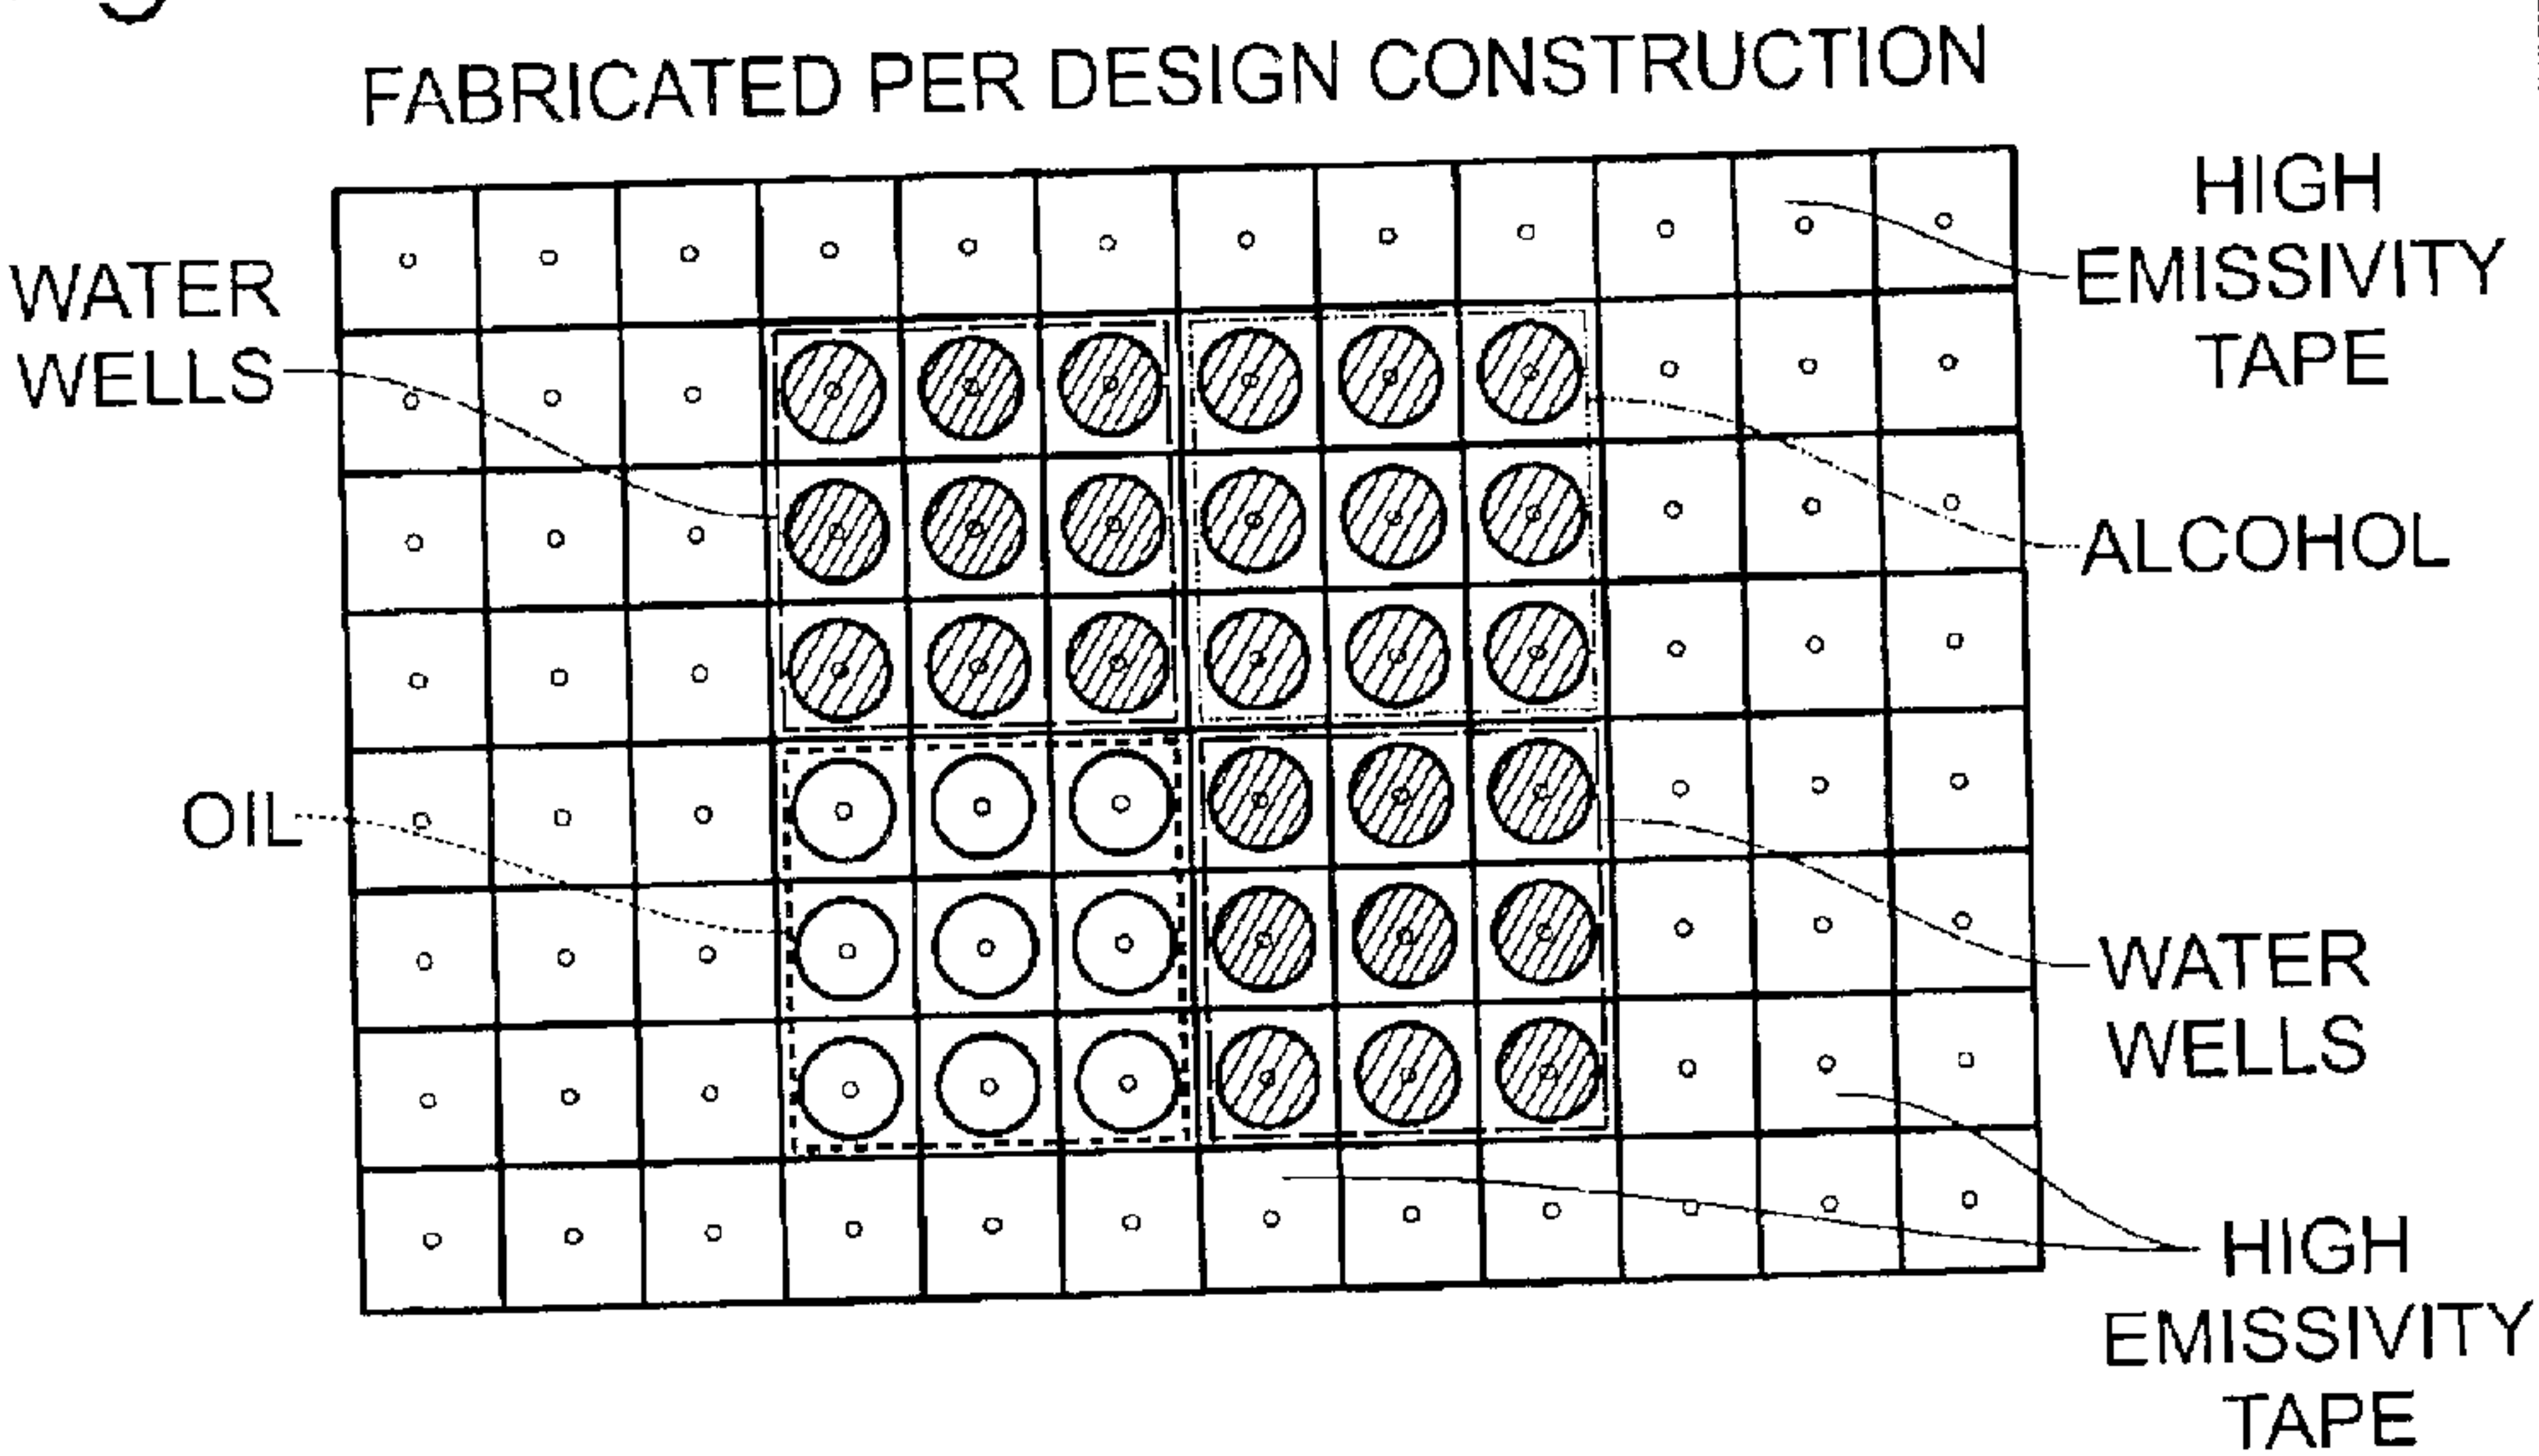 FABRICATED PER DESIGN CONSTRUCTION
WATER
WELLS
HIGH
EMISSIVITY
TAPE
ALCOHOL
OIL
WATER
WELLS
HIGH
EMISSIVITY
TAPE